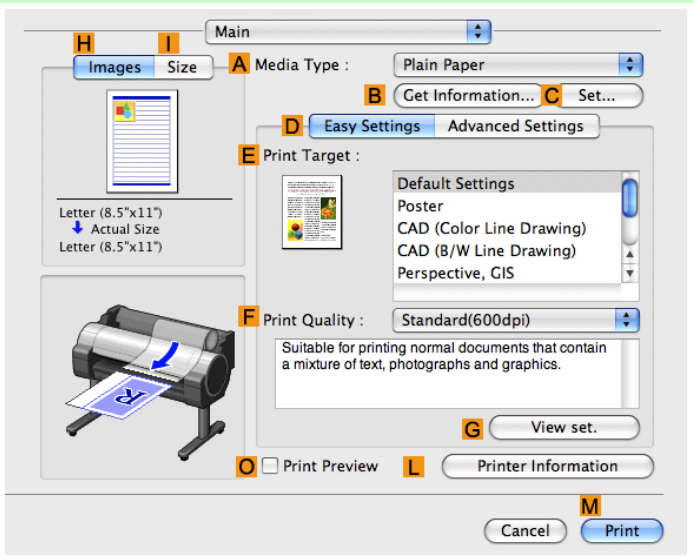 Main
H I
Images Size
A Media Type : Plain Paper
B Get Information... C Set...
D Easy Settings Advanced Settings
E Print Target :
Default Settings
Poster
CAD (Color Line Drawing)
CAD (B/W Line Drawing)
Perspective, GIS
Letter (8.5"x11")
Actual Size
Letter (8.5"x11")
F Print Quality : Standard(600dpi)
Suitable for printing normal documents that contain
a mixture of text, photographs and graphics.
R
G View set.
O Print Preview L Printer Information
M
Cancel Print